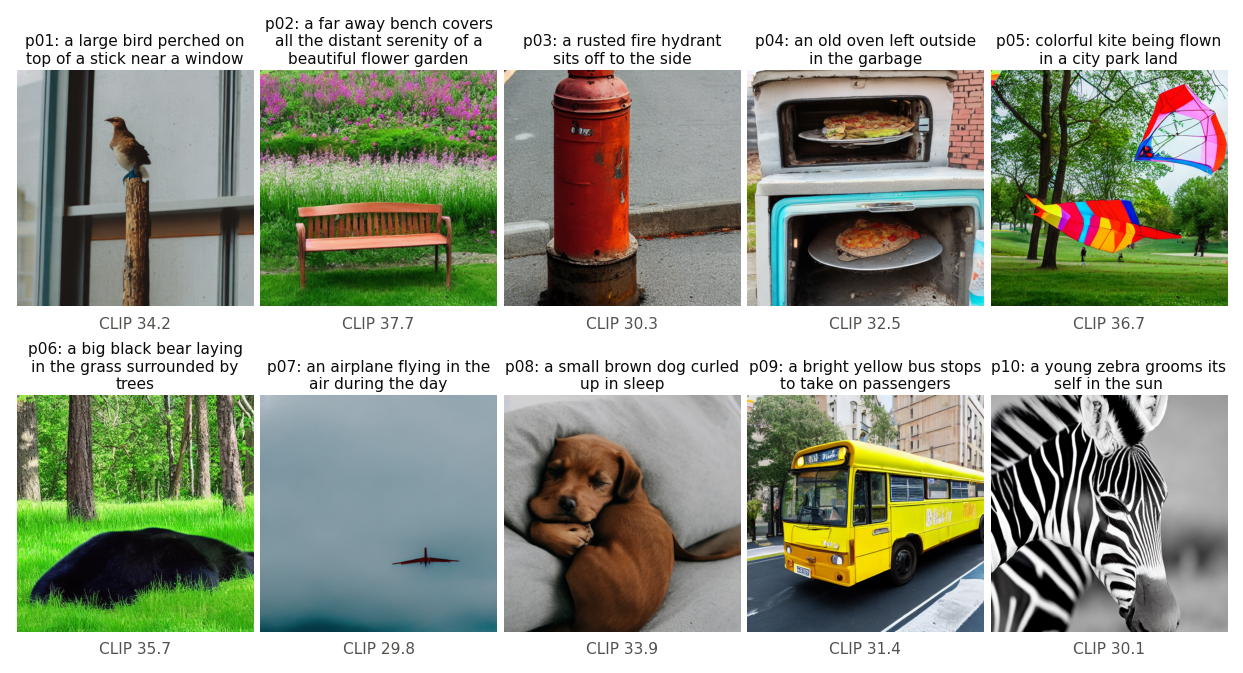 p01: a large bird perched on
top of a stick near a window
p02: a far away bench covers
all the distant serenity of a
beautiful flower garden
p03: a rusted fire hydrant
sits off to the side
p04: an old oven left outside
in the garbage
p05: colorful kite being flown
in a city park land
CLIP 34.2
CLIP 37.7
CLIP 30.3
CLIP 32.5
CLIP 36.7
p06: a big black bear laying
in the grass surrounded by
trees
p07: an airplane flying in the
air during the day
p08: a small brown dog curled
up in sleep
p09: a bright yellow bus stops
to take on passengers
p10: a young zebra grooms its
self in the sun
CLIP 35.7
CLIP 29.8
CLIP 33.9
CLIP 31.4
CLIP 30.1